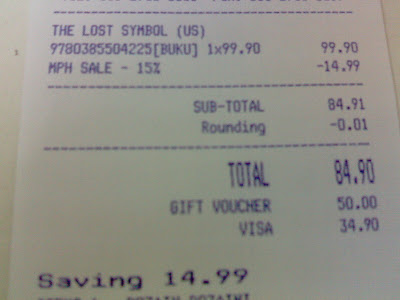 THE LOST SYMBOL (US)
9780385504225[BUKU] 1x99.90 99.90
MPH SALE - 15% -14.99
SUB-TOTAL 84.91
Rounding -0.01
TOTAL 84.90
GIFT VOUCHER 50.00
VISA 34.90
Saving 14.99